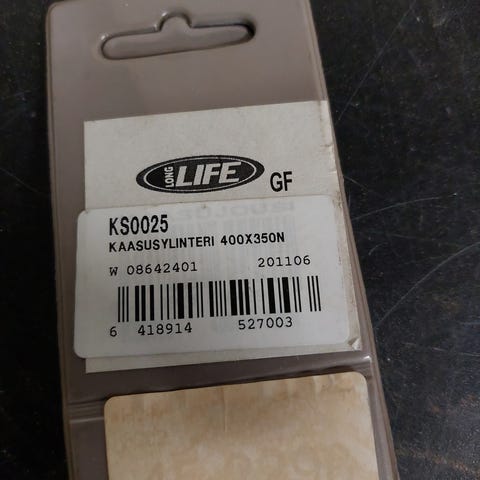 LONG LIFE GF
KS0025
KAASUSYLINTERI 400X350N
W 08642401 201106
6 418914 527003